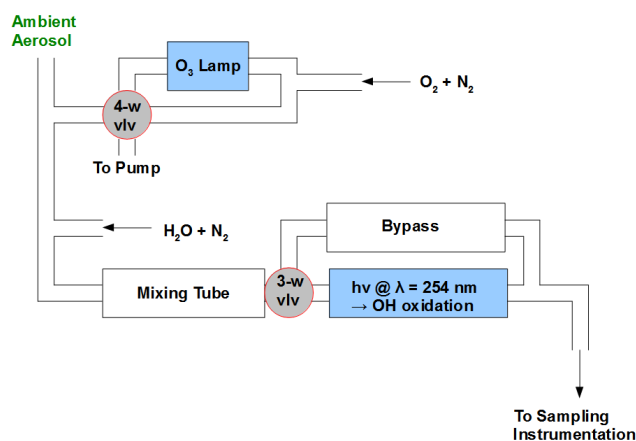 Ambient
Aerosol
O₃ Lamp
O₂ + N₂
4-w
vlv
To Pump
H₂O + N₂
Bypass
Mixing Tube
3-w
vlv
hν @ λ = 254 nm
→ OH oxidation
To Sampling
Instrumentation